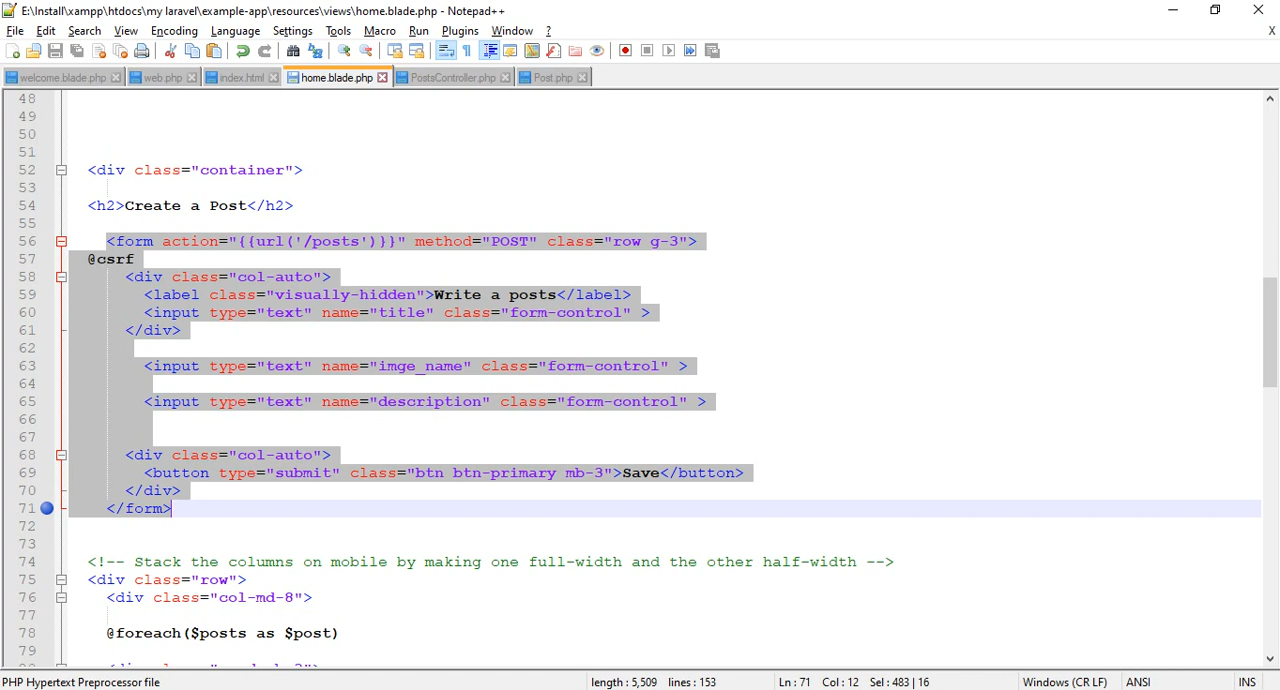 E:\Install\xampp\htdocs\my laravel\example-app\resources\views\home.blade.php - Notepad++
File Edit Search View Encoding Language Settings Tools Macro Run Plugins Window ? X
welcome.blade.php web.php index.html home.blade.php PostsController.php Post.php
48
49
50
51
52 <div class="container">
53
54 <h2>Create a Post</h2>
55
56 <form action="{{url('/posts')}}" method="POST" class="row g-3">
57 @csrf
58 <div class="col-auto">
59 <label class="visually-hidden">Write a posts</label>
60 <input type="text" name="title" class="form-control" >
61 </div>
62
63 <input type="text" name="imge_name" class="form-control" >
64
65 <input type="text" name="description" class="form-control" >
66
67
68 <div class="col-auto">
69 <button type="submit" class="btn btn-primary mb-3">Save</button>
70 </div>
71 </form>
72
73
74 <!-- Stack the columns on mobile by making one full-width and the other half-width -->
75 <div class="row">
76 <div class="col-md-8">
77
78 @foreach($posts as $post)
79
PHP Hypertext Preprocessor file length : 5,509 lines : 153 Ln : 71 Col : 12 Sel : 483 | 16 Windows (CR LF) ANSI INS